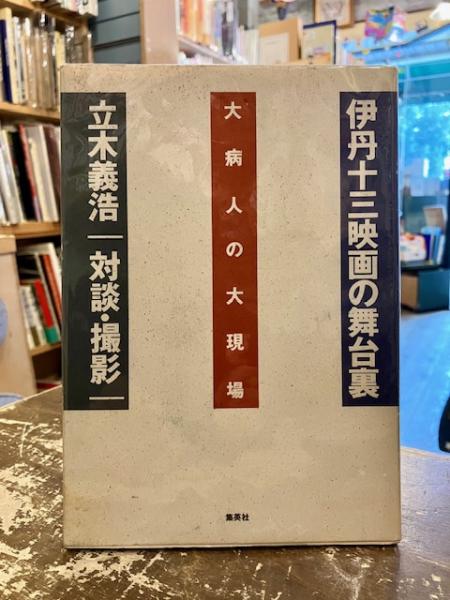 伊丹十三映画の舞台裏
大病人の大現場
立木義浩―対談・撮影―
集英社